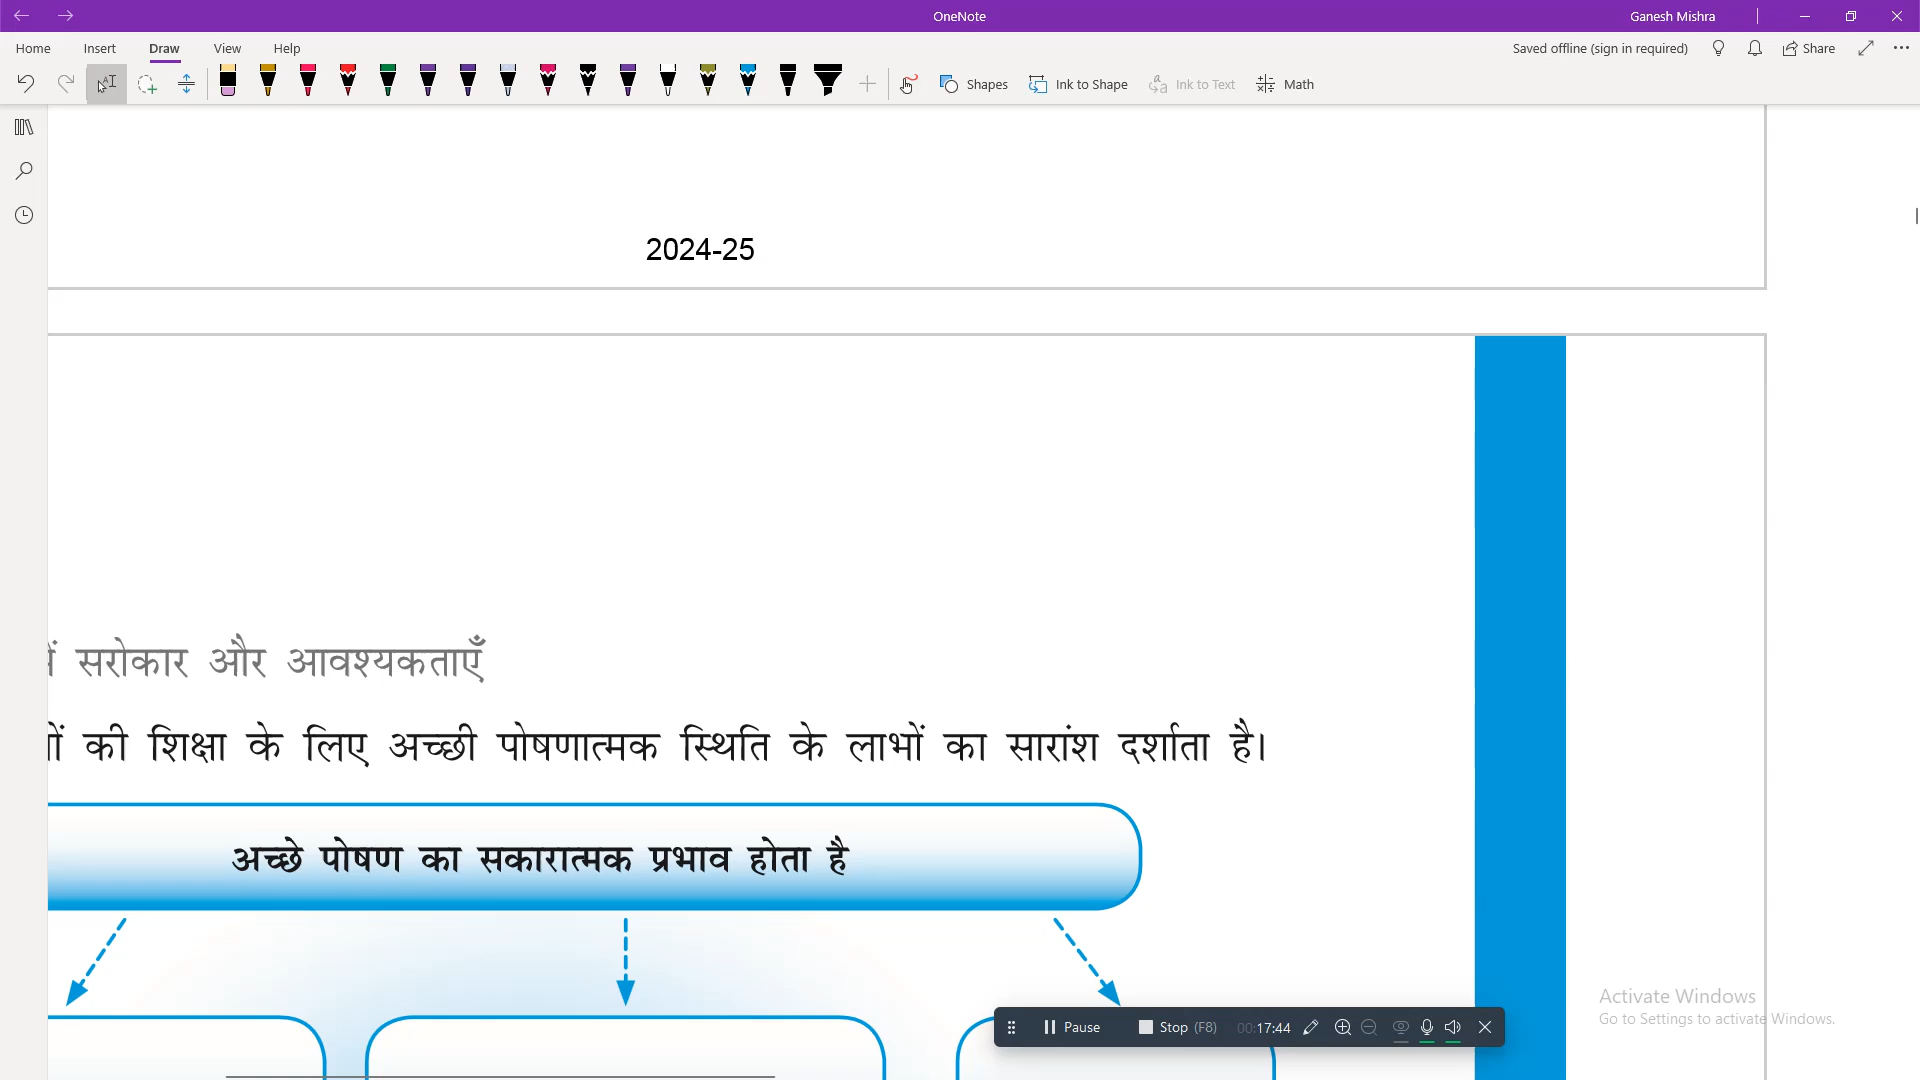 OneNote
Ganesh Mishra
Home Insert Draw View Help
Saved offline (sign in required)
Share
Shapes Ink to Shape Ink to Text Math
2024-25
में सरोकार और आवश्यकताएँ
की शिक्षा के लिए अच्छी पोषणात्मक स्थिति के लाभों का सारांश दर्शाता है।
अच्छे पोषण का सकारात्मक प्रभाव होता है
Activate Windows
Go to Settings to activate Windows.
Pause Stop (F8) 00:17:44